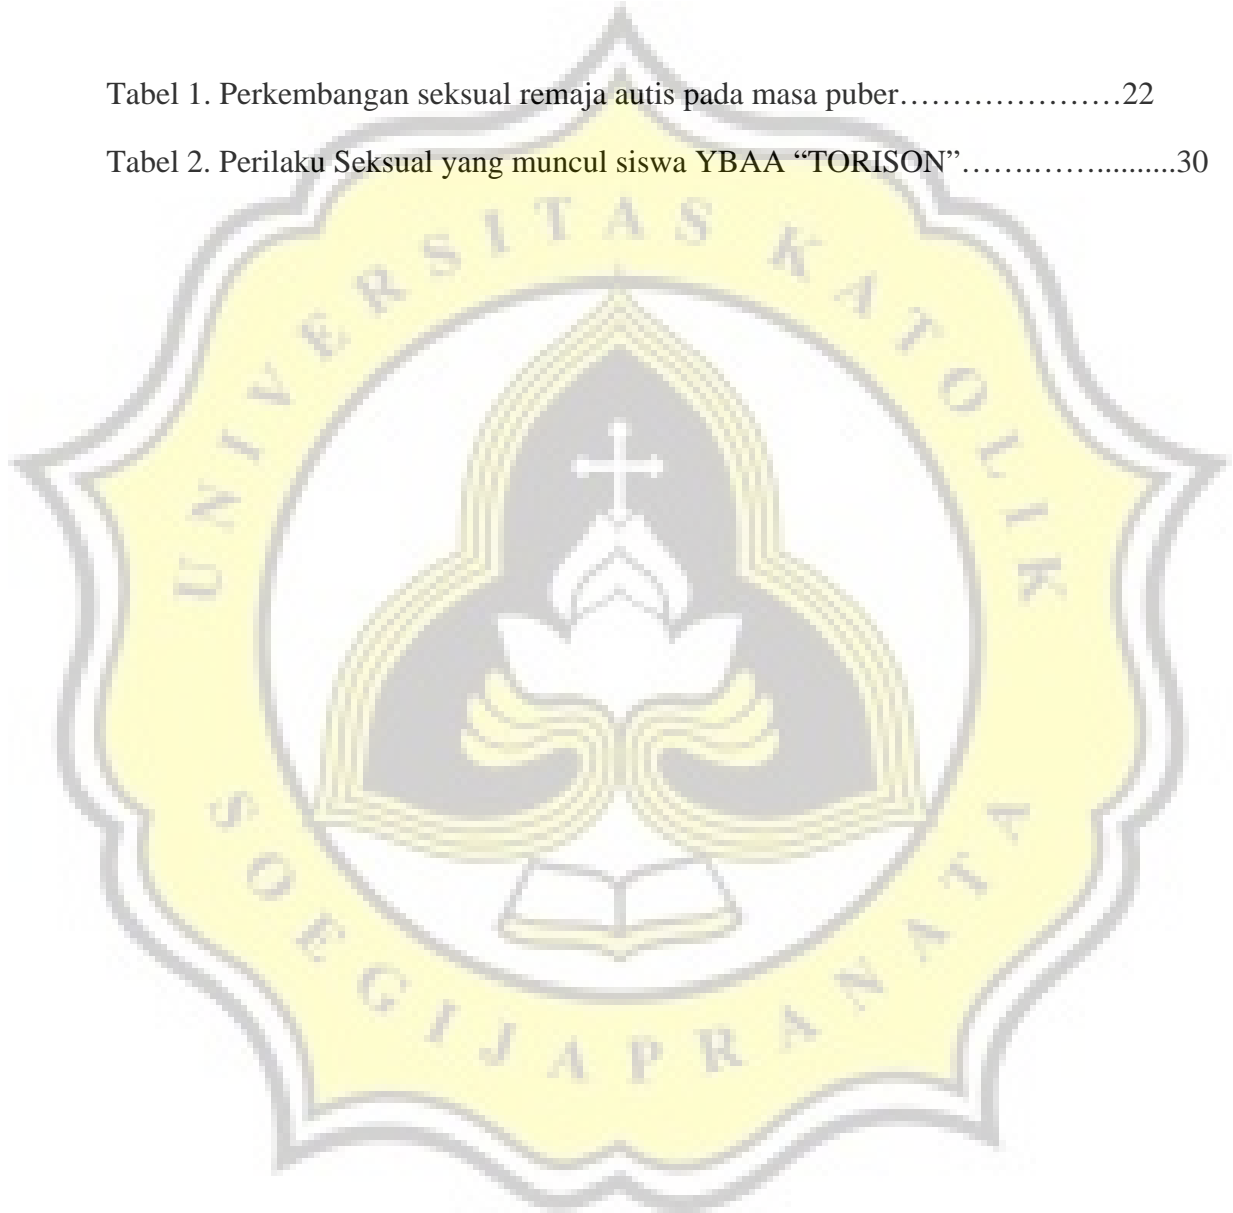 Tabel 1. Perkembangan seksual remaja autis pada masa puber…………………22
Tabel 2. Perilaku Seksual yang muncul siswa YBAA “TORISON”…….……..........30
UNIVERSITAS KATOLIK
SOEGIJAPRANATA